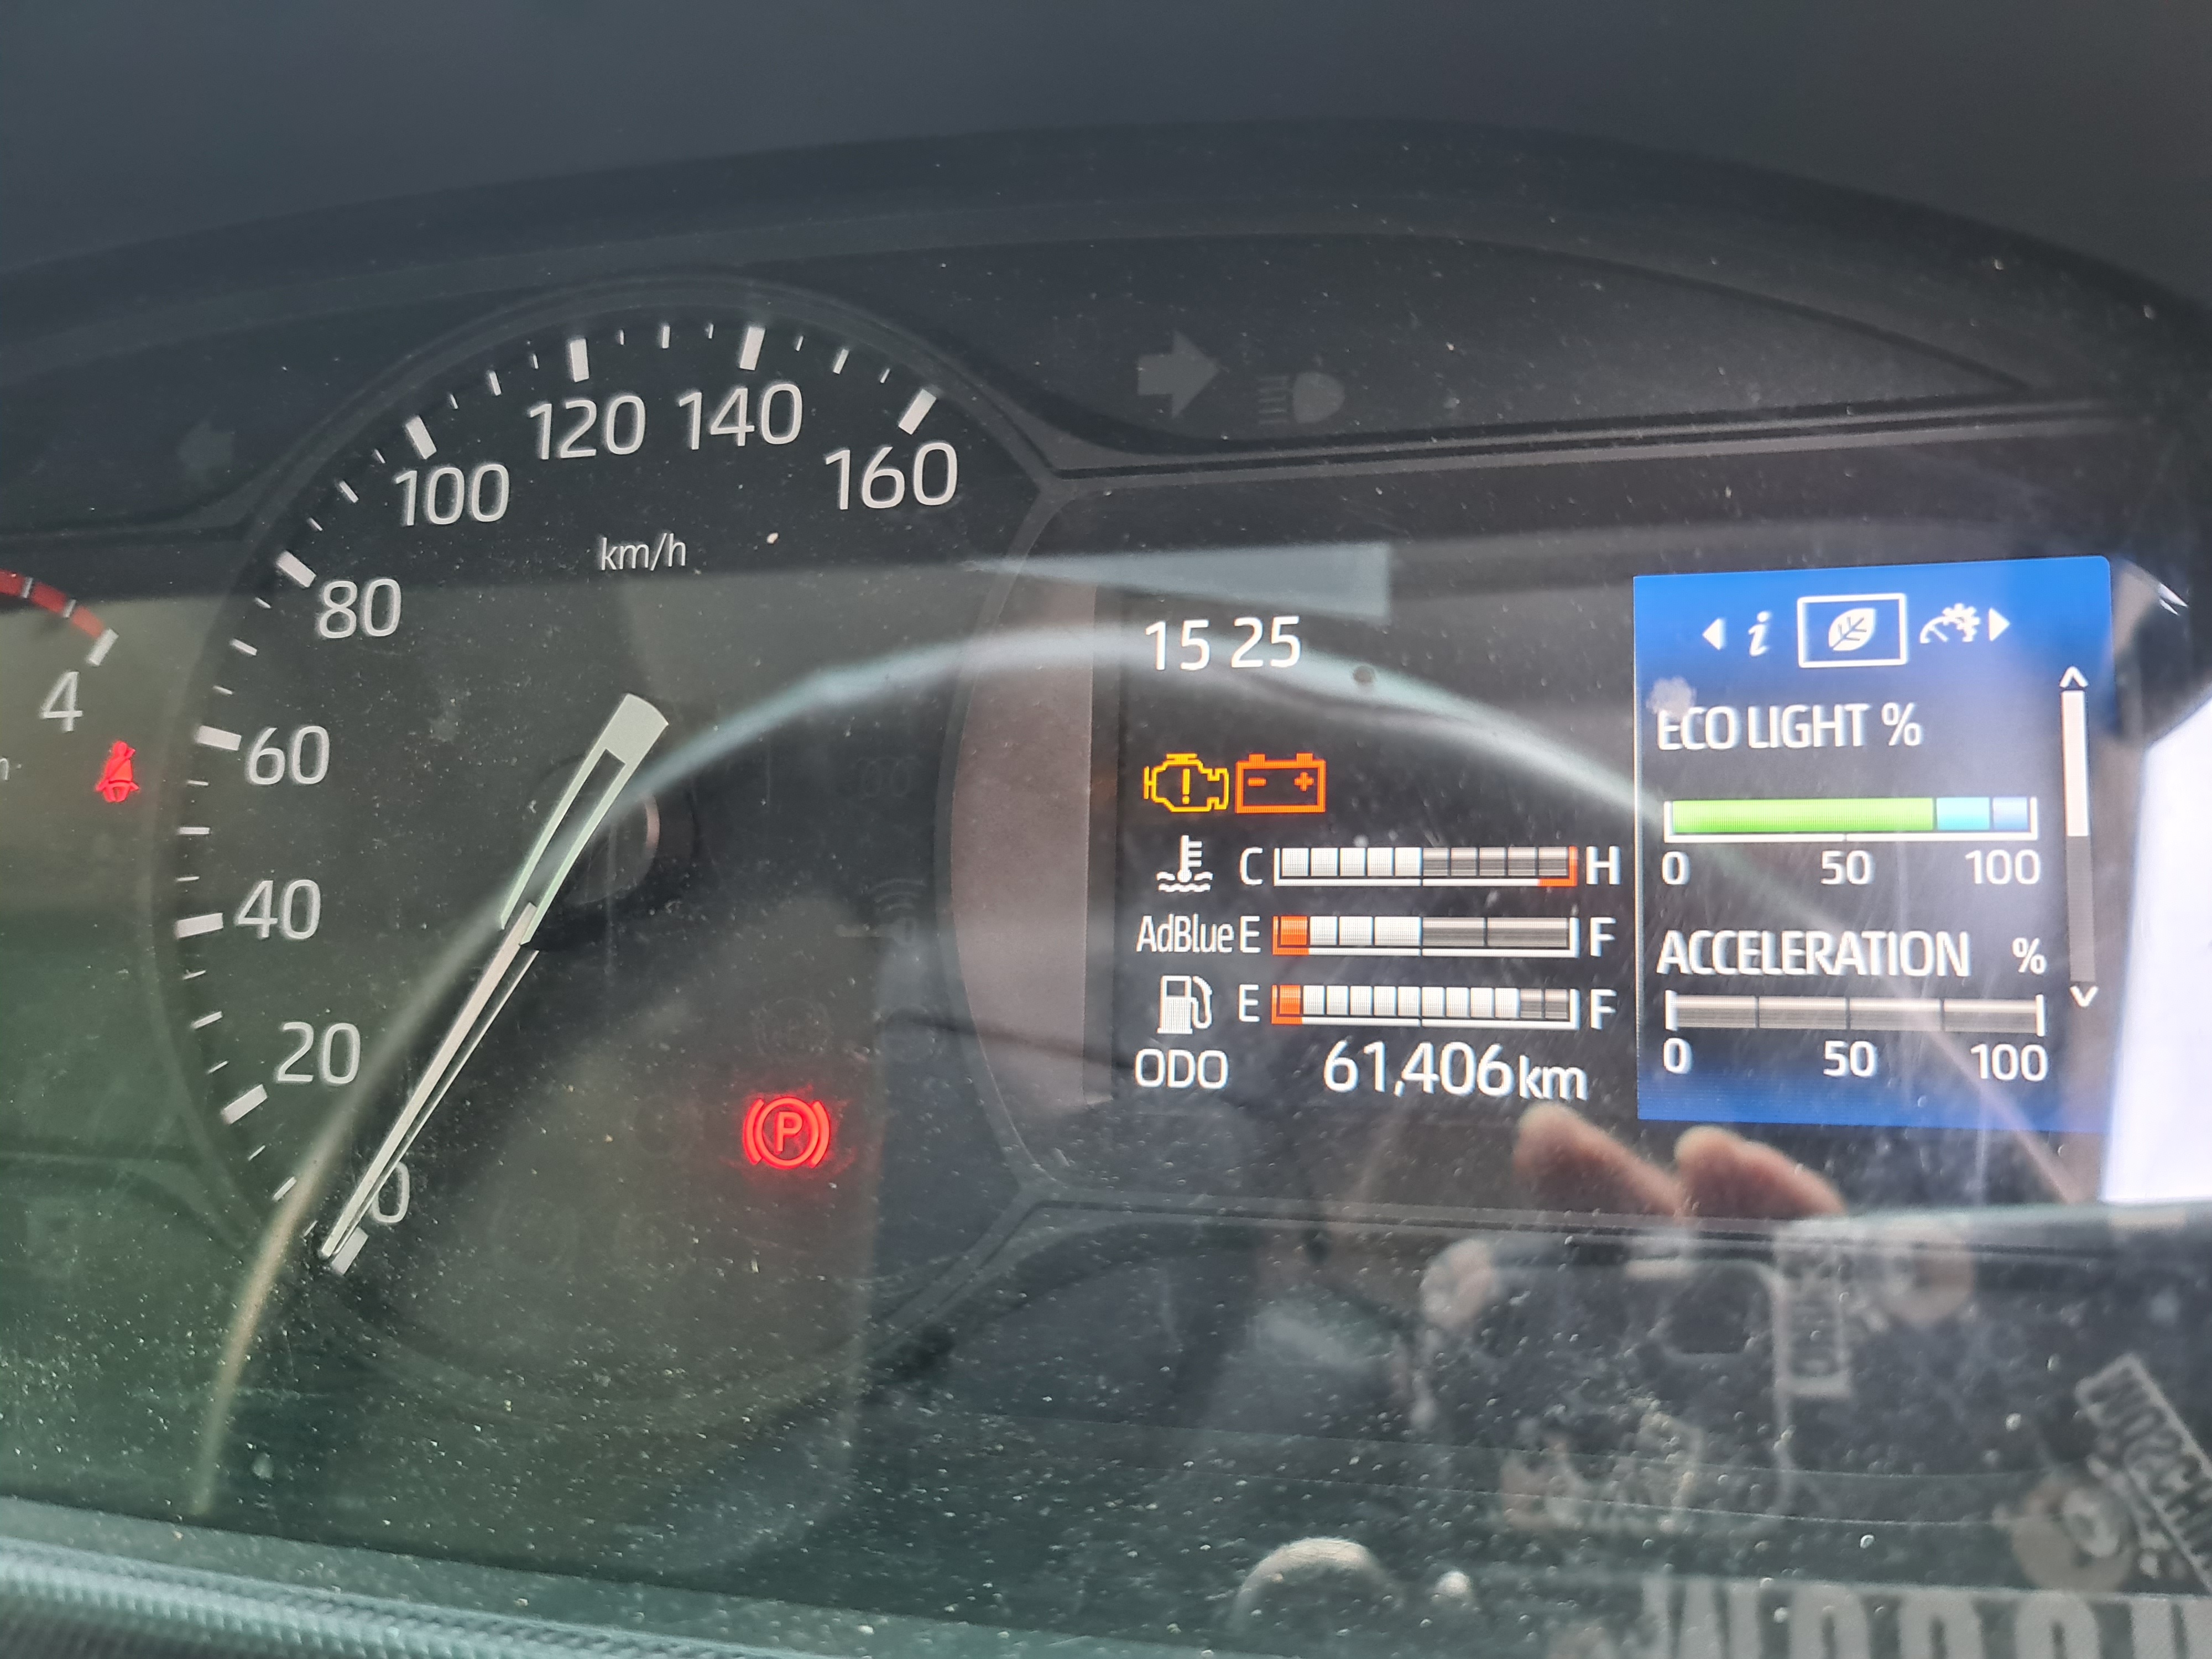 120 140
100
160
km/h
80
4
60
40
20
0
15 25
C H
AdBlue E F
E F
ODO 61,406 km
P
i
ECO LIGHT %
0 50 100
ACCELERATION %
0 50 100